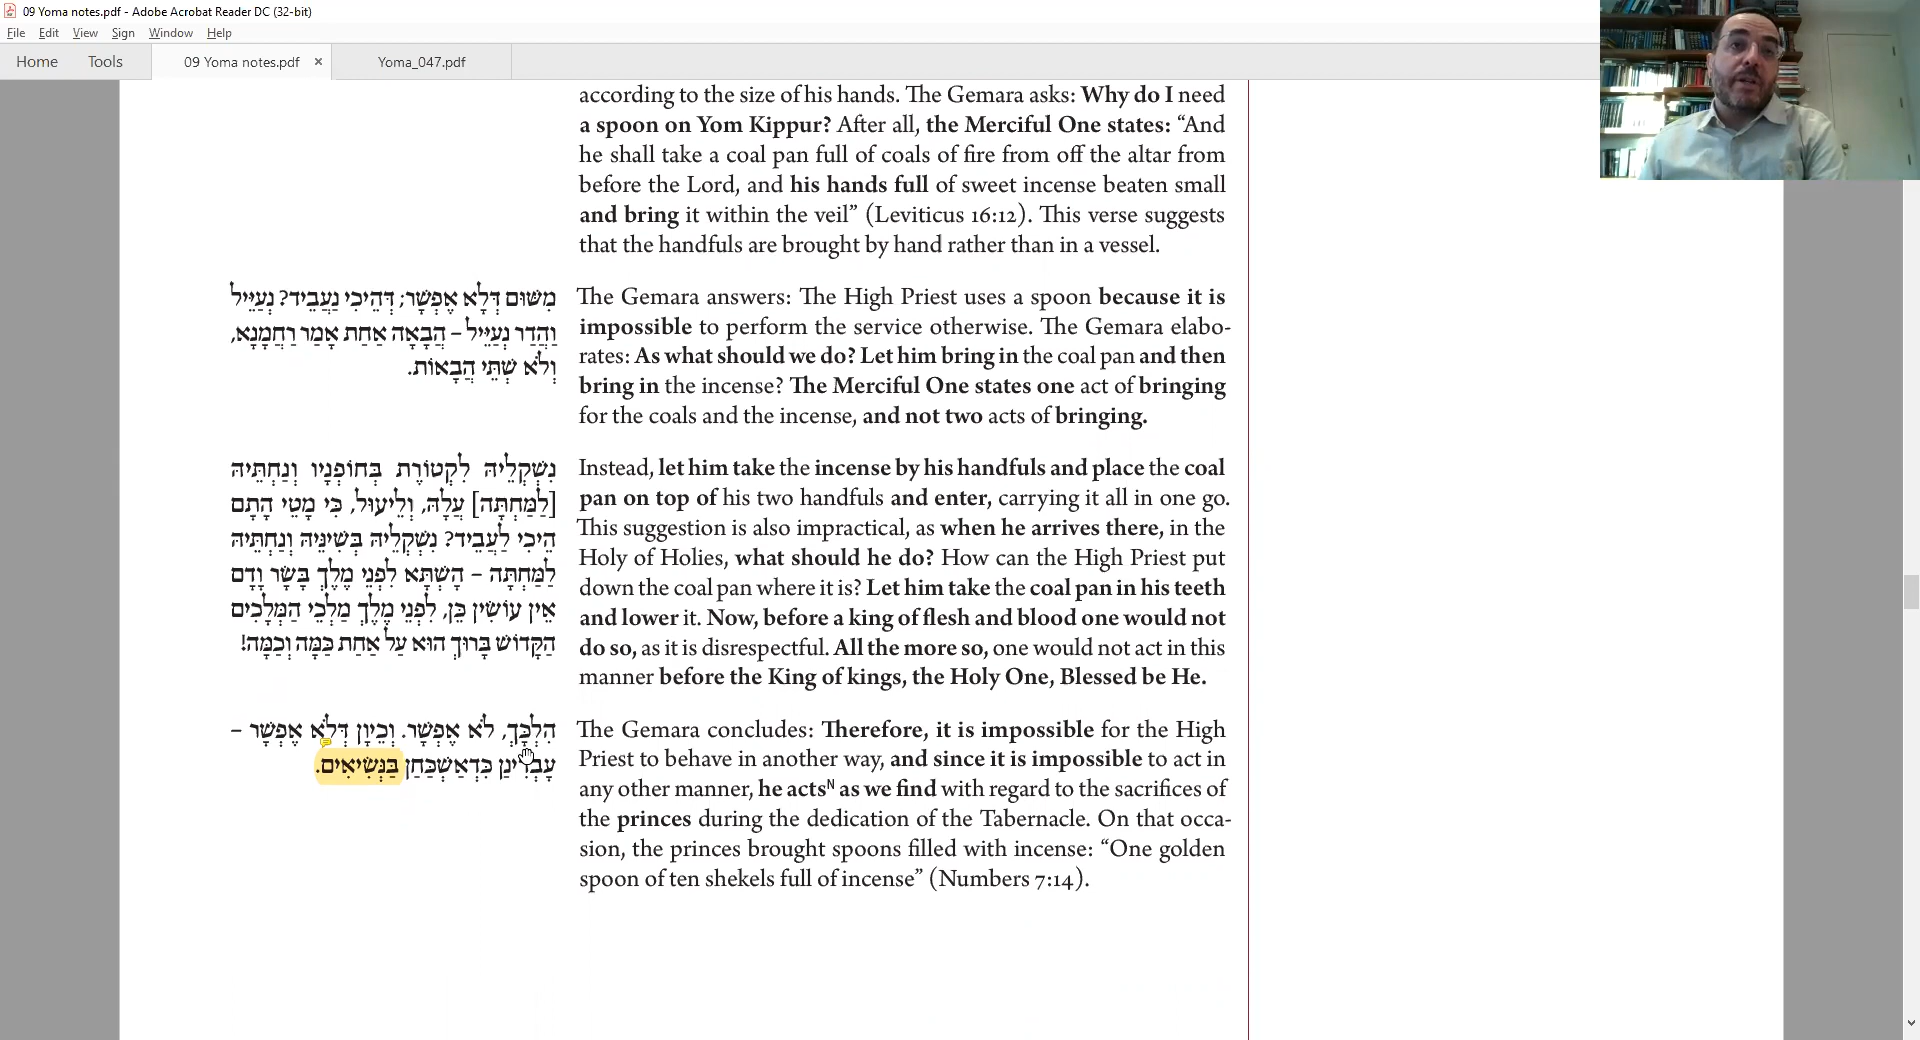 09 Yoma notes.pdf - Adobe Acrobat Reader DC (32-bit)
File Edit View Sign Window Help
Home Tools 09 Yoma notes.pdf × Yoma_047.pdf
according to the size of his hands. The Gemara asks: Why do I need
a spoon on Yom Kippur? After all, the Merciful One states: “And
he shall take a coal pan full of coals of fire from off the altar from
before the Lord, and his hands full of sweet incense beaten small
and bring it within the veil” (Leviticus 16:12). This verse suggests
that the handfuls are brought by hand rather than in a vessel.
מִשּׁוּם דְּלָא אֶפְשָׁר; דְּהֵיכִי נַעֲבֵיד? נְעַיֵּיל
וַהֲדַר נְעַיֵּיל – הֲבָאָה אַחַת אָמַר רַחֲמָנָא,
וְלֹא שְׁתֵּי הֲבָאוֹת.
The Gemara answers: The High Priest uses a spoon because it is
impossible to perform the service otherwise. The Gemara elabo-
rates: As what should we do? Let him bring in the coal pan and then
bring in the incense? The Merciful One states one act of bringing
for the coals and the incense, and not two acts of bringing.
נִשְׁקְלֵיהּ לִקְטוֹרֶת בְּחוֹפְנָיו וְנַחְתֵּיהּ
[לַמַּחְתָּה] עֲלָהּ, וְלֵיעוּל, כִּי מָטֵי הָתָם
הֵיכִי לַעֲבֵיד? נִשְׁקְלֵיהּ בְּשִׁינֵּיהּ וְנַחְתֵּיהּ
לַמַּחְתָּה – הָשְׁתָּא לִפְנֵי מֶלֶךְ בָּשָׂר וָדָם
אֵין עוֹשִׂין כֵּן, לִפְנֵי מֶלֶךְ מַלְכֵי הַמְּלָכִים
הַקָּדוֹשׁ בָּרוּךְ הוּא עַל אַחַת כַּמָּה וְכַמָּה!
Instead, let him take the incense by his handfuls and place the coal
pan on top of his two handfuls and enter, carrying it all in one go.
This suggestion is also impractical, as when he arrives there, in the
Holy of Holies, what should he do? How can the High Priest put
down the coal pan where it is? Let him take the coal pan in his teeth
and lower it. Now, before a king of flesh and blood one would not
do so, as it is disrespectful. All the more so, one would not act in this
manner before the King of kings, the Holy One, Blessed be He.
הִלְכָּךְ, לֹא אֶפְשָׁר. וְכֵיוָן דְּלֹא אֶפְשָׁר –
עָבְדִינַן כִּדְאַשְׁכַּחַן בַּנְּשִׂיאִים.
The Gemara concludes: Therefore, it is impossible for the High
Priest to behave in another way, and since it is impossible to act in
any other manner, he actsᴺ as we find with regard to the sacrifices of
the princes during the dedication of the Tabernacle. On that occa-
sion, the princes brought spoons filled with incense: “One golden
spoon of ten shekels full of incense” (Numbers 7:14).